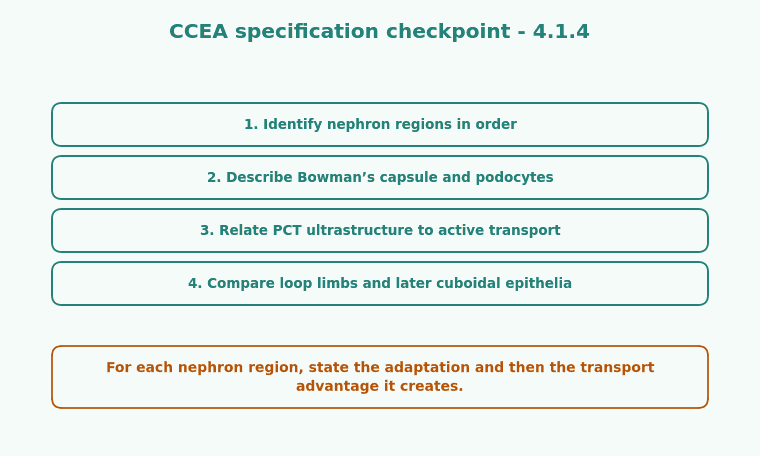 CCEA specification checkpoint - 4.1.4
1. Identify nephron regions in order
2. Describe Bowman’s capsule and podocytes
3. Relate PCT ultrastructure to active transport
4. Compare loop limbs and later cuboidal epithelia
For each nephron region, state the adaptation and then the transport
advantage it creates.